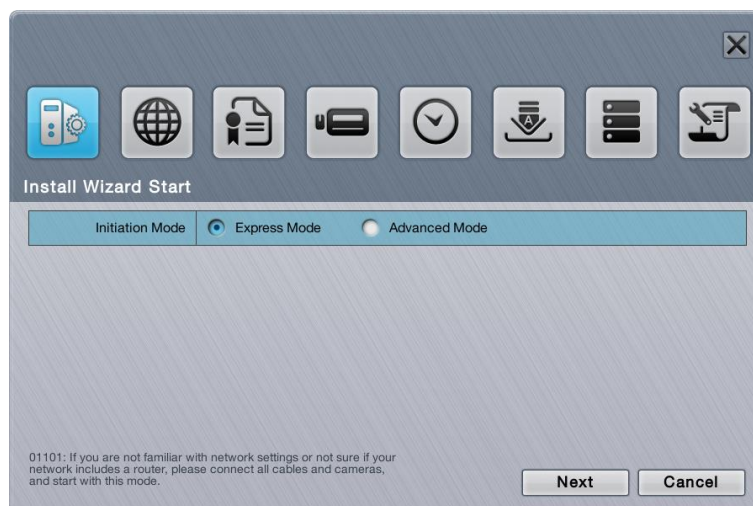 Install Wizard Start
Initiation Mode Express Mode Advanced Mode
01101: If you are not familiar with network settings or not sure if your
network includes a router, please connect all cables and cameras,
and start with this mode.
Next Cancel